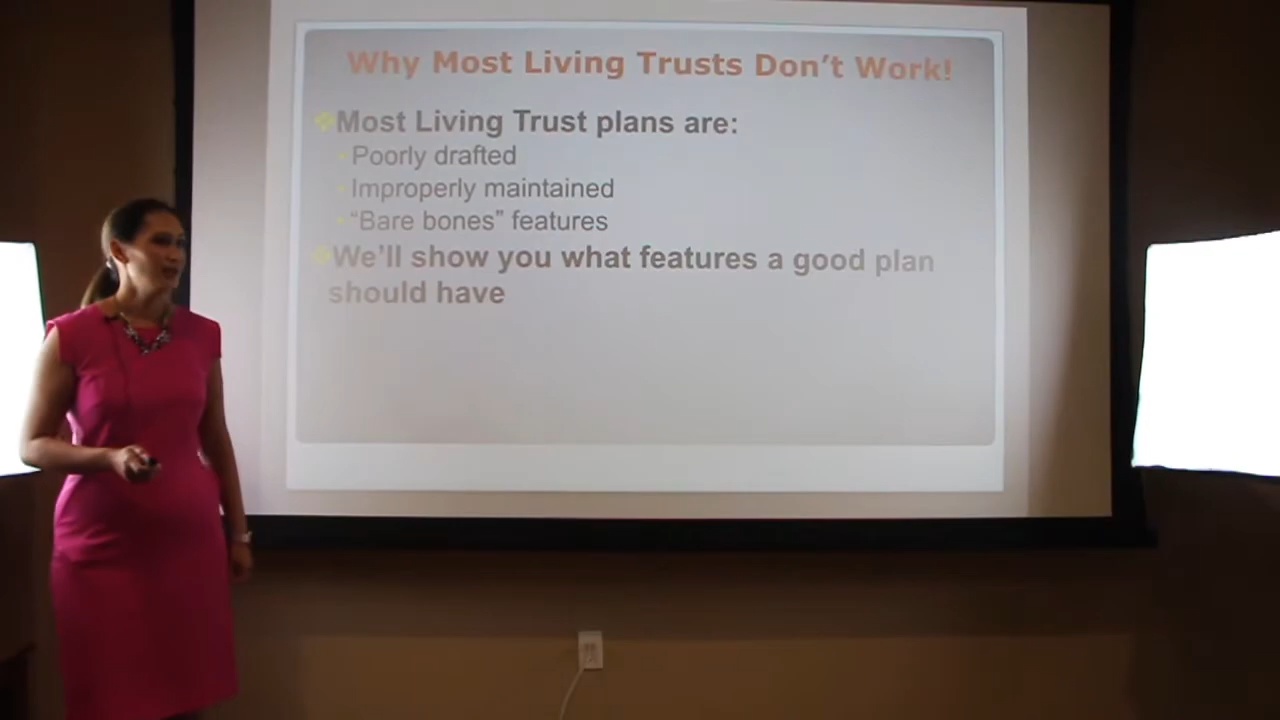 Why Most Living Trusts Don't Work!
Most Living Trust plans are:
Poorly drafted
Improperly maintained
“Bare bones” features
We'll show you what features a good plan
should have